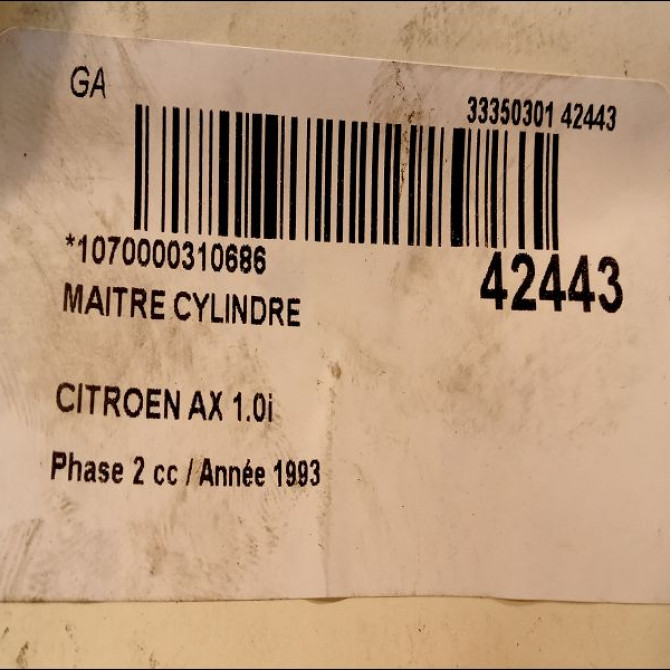 GA
33350301 42443
*1070000310686
42443
MAITRE CYLINDRE
CITROEN AX 1.0i
Phase 2 cc / Année 1993